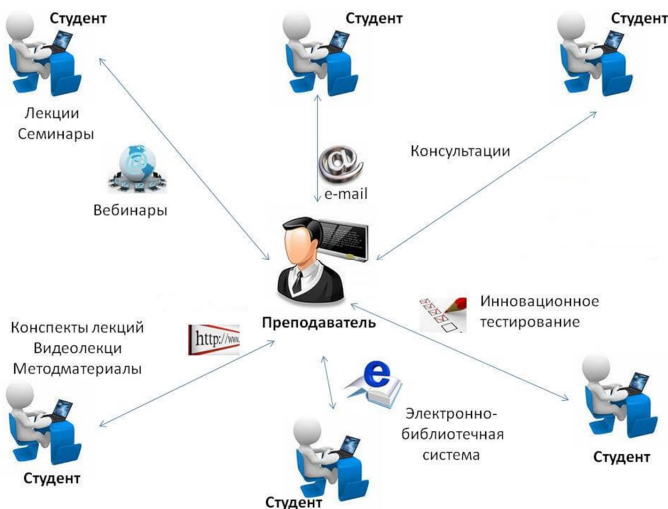 Студент
Студент
Студент
Лекции
Семинары
Вебинары
@
e-mail
Консультации
Преподаватель
Конспекты лекций
Видеолекци
Методматериалы
http://www.
Инновационное
тестирование
e
Электронно-
библиотечная
система
Студент
Студент
Студент